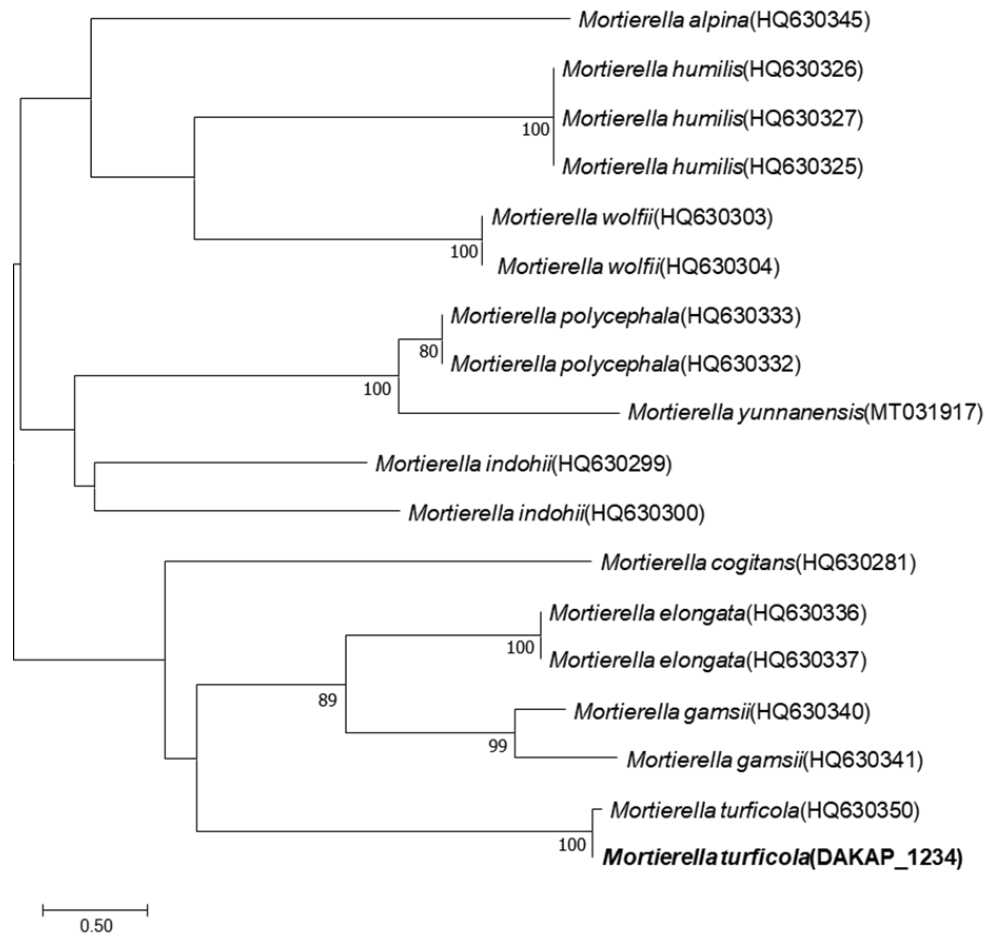 Mortierella alpina(HQ630345)
Mortierella humilis(HQ630326)
Mortierella humilis(HQ630327)
100
Mortierella humilis(HQ630325)
Mortierella wolfii(HQ630303)
100
Mortierella wolfii(HQ630304)
Mortierella polycephala(HQ630333)
80
Mortierella polycephala(HQ630332)
100
Mortierella yunnanensis(MT031917)
Mortierella indohii(HQ630299)
Mortierella indohii(HQ630300)
Mortierella cogitans(HQ630281)
Mortierella elongata(HQ630336)
100
Mortierella elongata(HQ630337)
89
Mortierella gamsii(HQ630340)
99
Mortierella gamsii(HQ630341)
Mortierella turficola(HQ630350)
100
Mortierella turficola(DAKAP_1234)
0.50